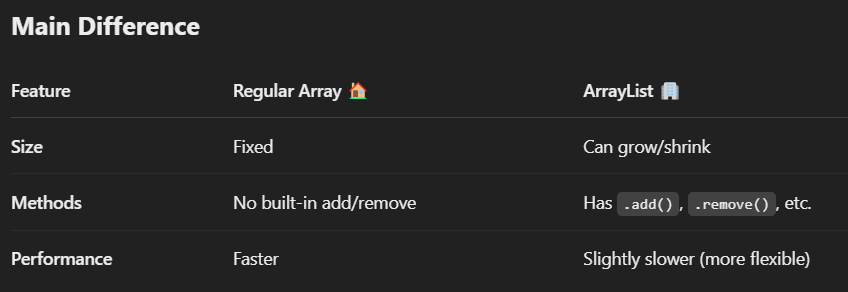 Main Difference
Feature Regular Array 🏠 ArrayList 🏢
Size Fixed Can grow/shrink
Methods No built-in add/remove Has .add(), .remove(), etc.
Performance Faster Slightly slower (more flexible)